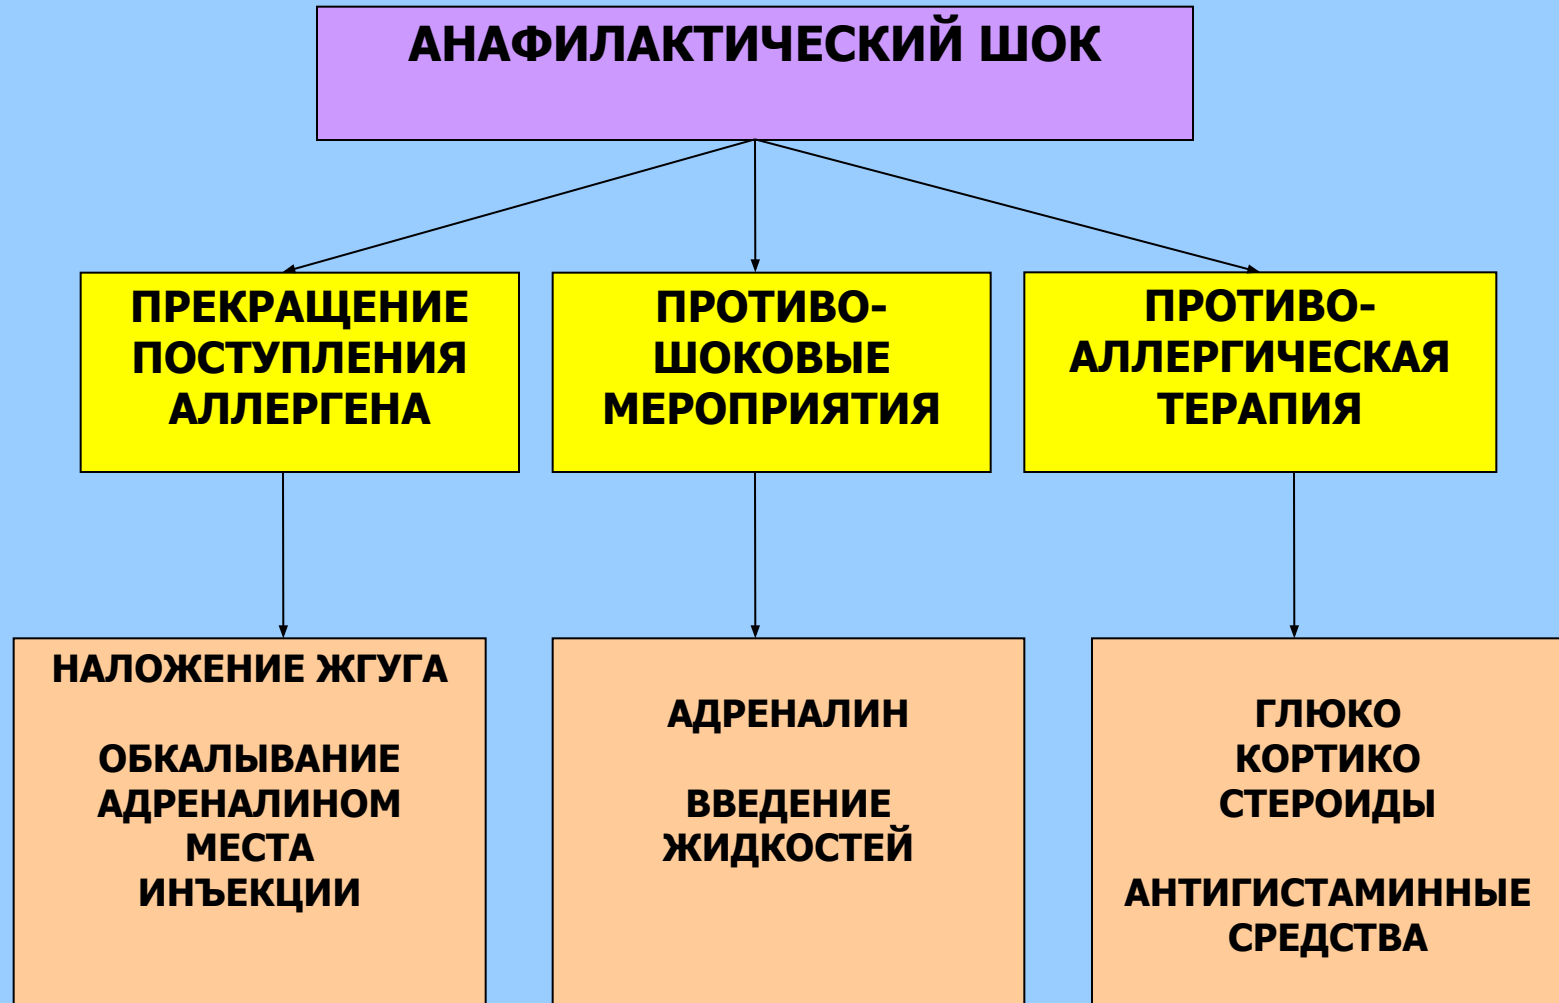 АНАФИЛАКТИЧЕСКИЙ ШОК
ПРЕКРАЩЕНИЕ
ПОСТУПЛЕНИЯ
АЛЛЕРГЕНА
ПРОТИВО-
ШОКОВЫЕ
МЕРОПРИЯТИЯ
ПРОТИВО-
АЛЛЕРГИЧЕСКАЯ
ТЕРАПИЯ
НАЛОЖЕНИЕ ЖГУГА
ОБКАЛЫВАНИЕ
АДРЕНАЛИНОМ
МЕСТА
ИНЪЕКЦИИ
АДРЕНАЛИН
ВВЕДЕНИЕ
ЖИДКОСТЕЙ
ГЛЮКО
КОРТИКО
СТЕРОИДЫ
АНТИГИСТАМИННЫЕ
СРЕДСТВА